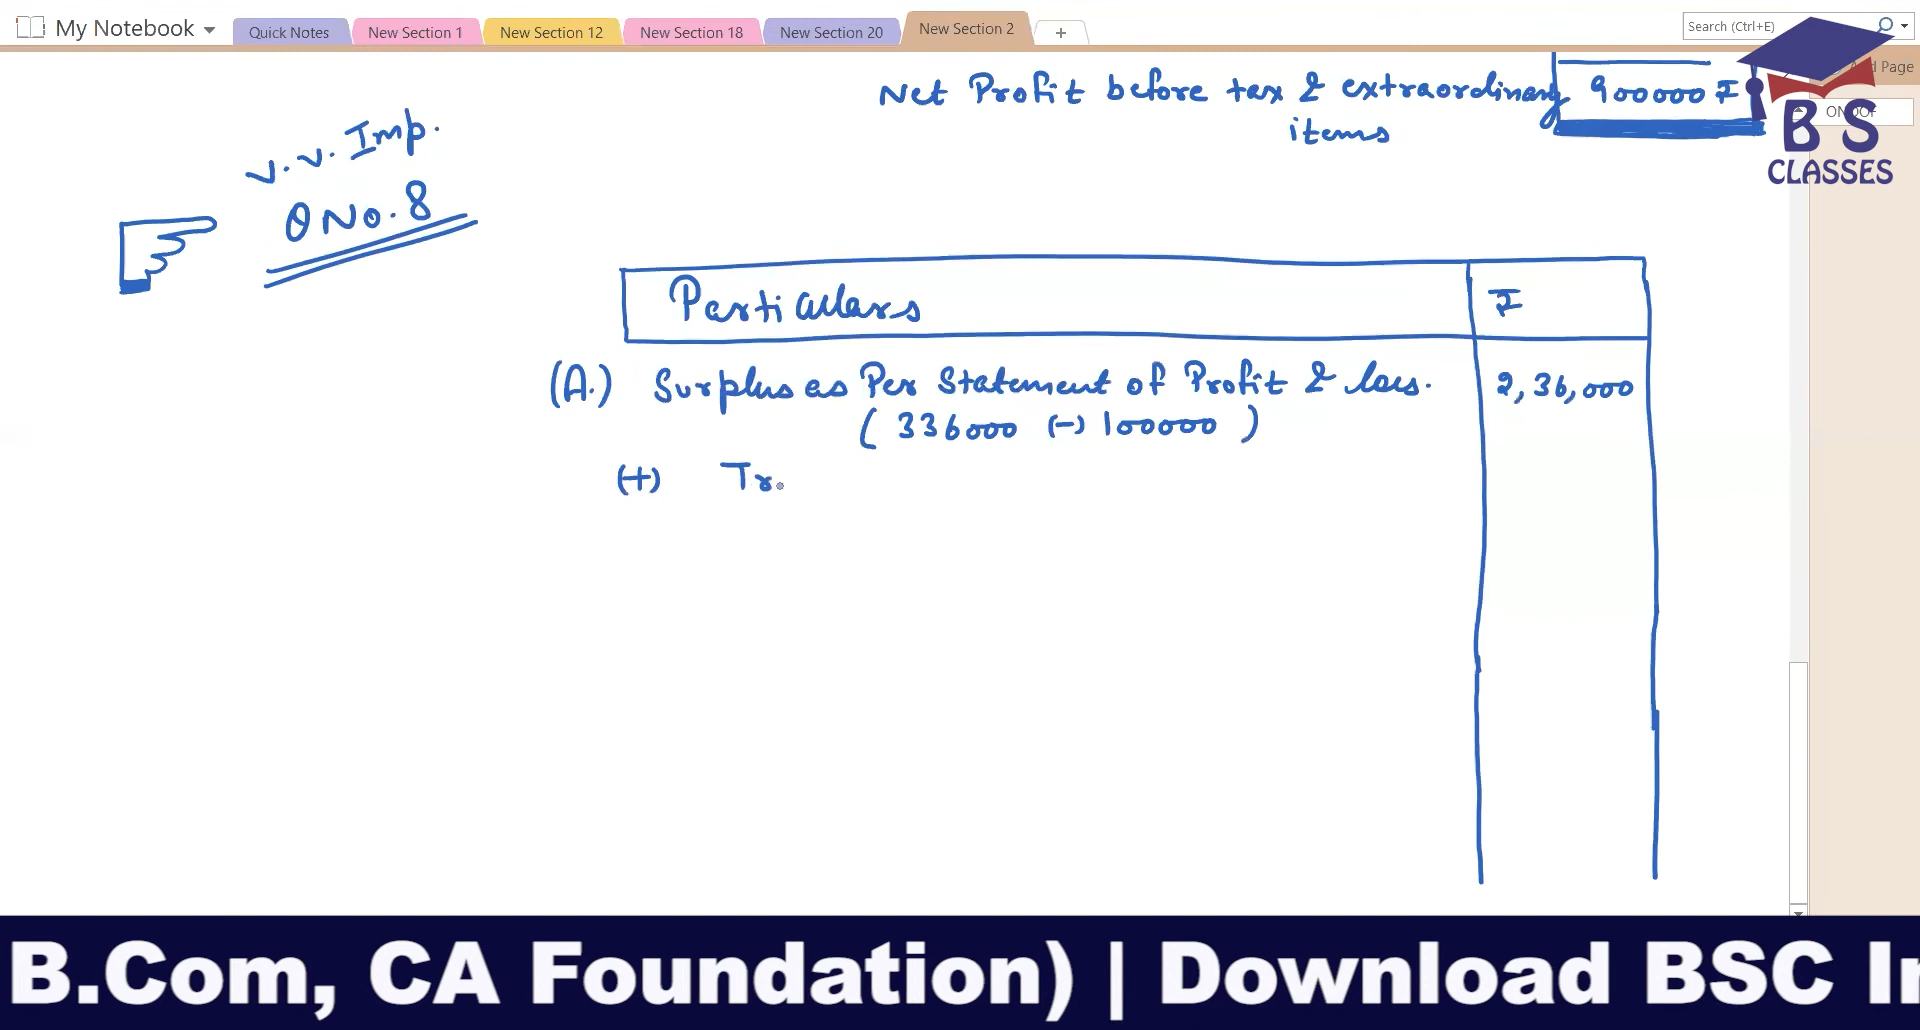 My Notebook
Quick Notes
New Section 1
New Section 12
New Section 18
New Section 20
New Section 2
+
Search (Ctrl+E)
d Page
B S
CLASSES
Net Profit before tax & extraordinary 900000 ₹
items
V. V. Imp.
Q No. 8
Particulars ₹
(A.) Surplus as Per Statement of Profit & loss. 2,36,000
( 336000 (-) 100000 )
(+) Tr
B.Com, CA Foundation) | Download BSC In